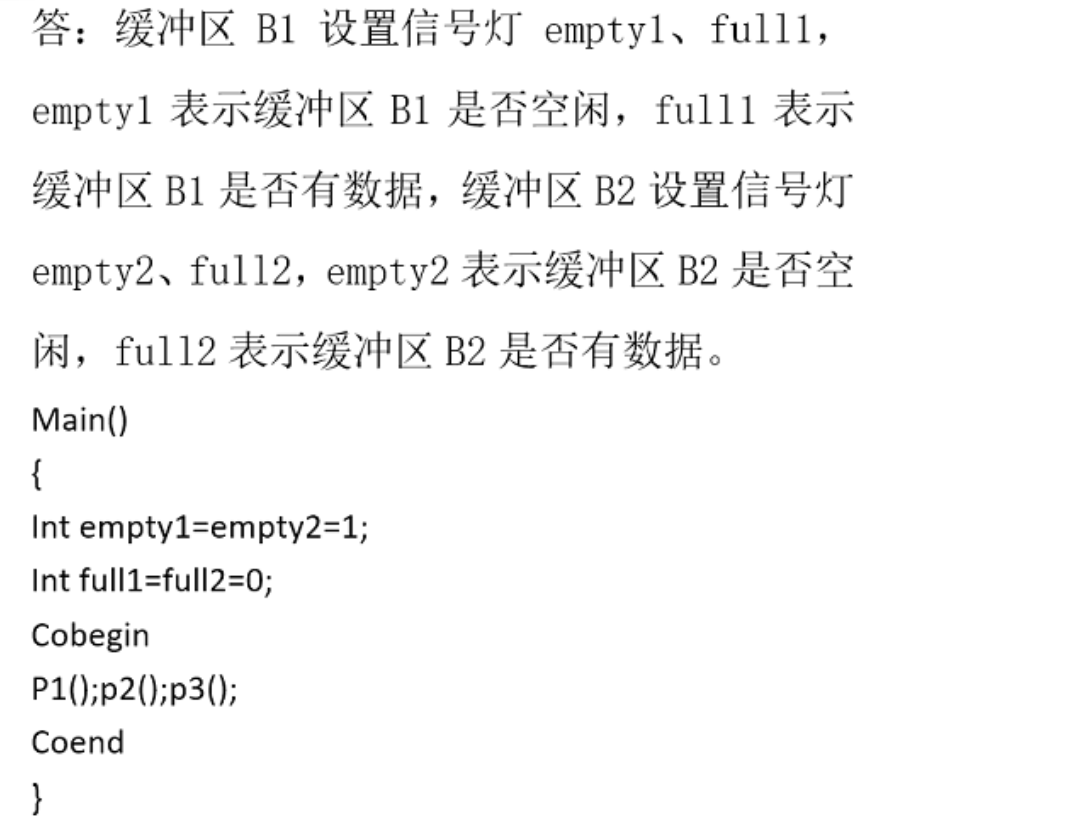 答：缓冲区 B1 设置信号灯 empty1、full1，
empty1 表示缓冲区 B1 是否空闲，full1 表示
缓冲区 B1 是否有数据，缓冲区 B2 设置信号灯
empty2、full2，empty2 表示缓冲区 B2 是否空
闲，full2 表示缓冲区 B2 是否有数据。
Main()
{
Int empty1=empty2=1;
Int full1=full2=0;
Cobegin
P1();p2();p3();
Coend
}